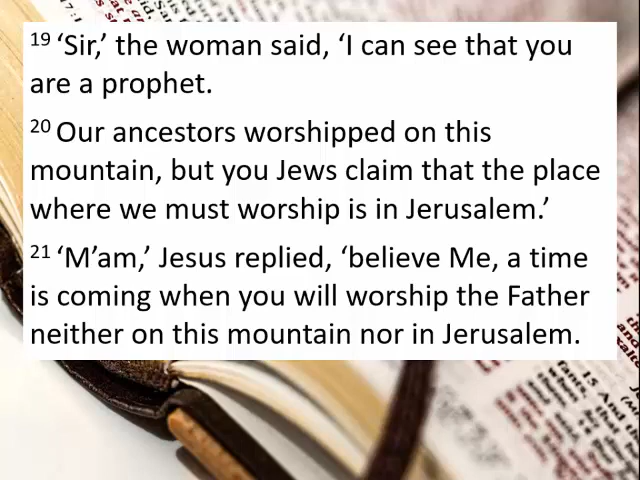 19 ‘Sir,’ the woman said, ‘I can see that you
are a prophet.
20 Our ancestors worshipped on this
mountain, but you Jews claim that the place
where we must worship is in Jerusalem.’
21 ‘M’am,’ Jesus replied, ‘believe Me, a time
is coming when you will worship the Father
neither on this mountain nor in Jerusalem.